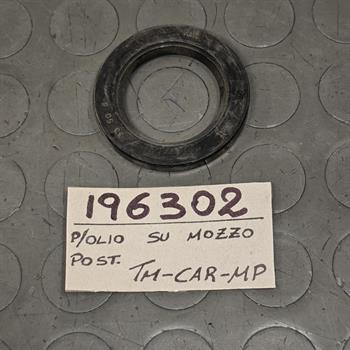 196302
P/OLIO SU MOZZO
POST.
TM-CAR-MP